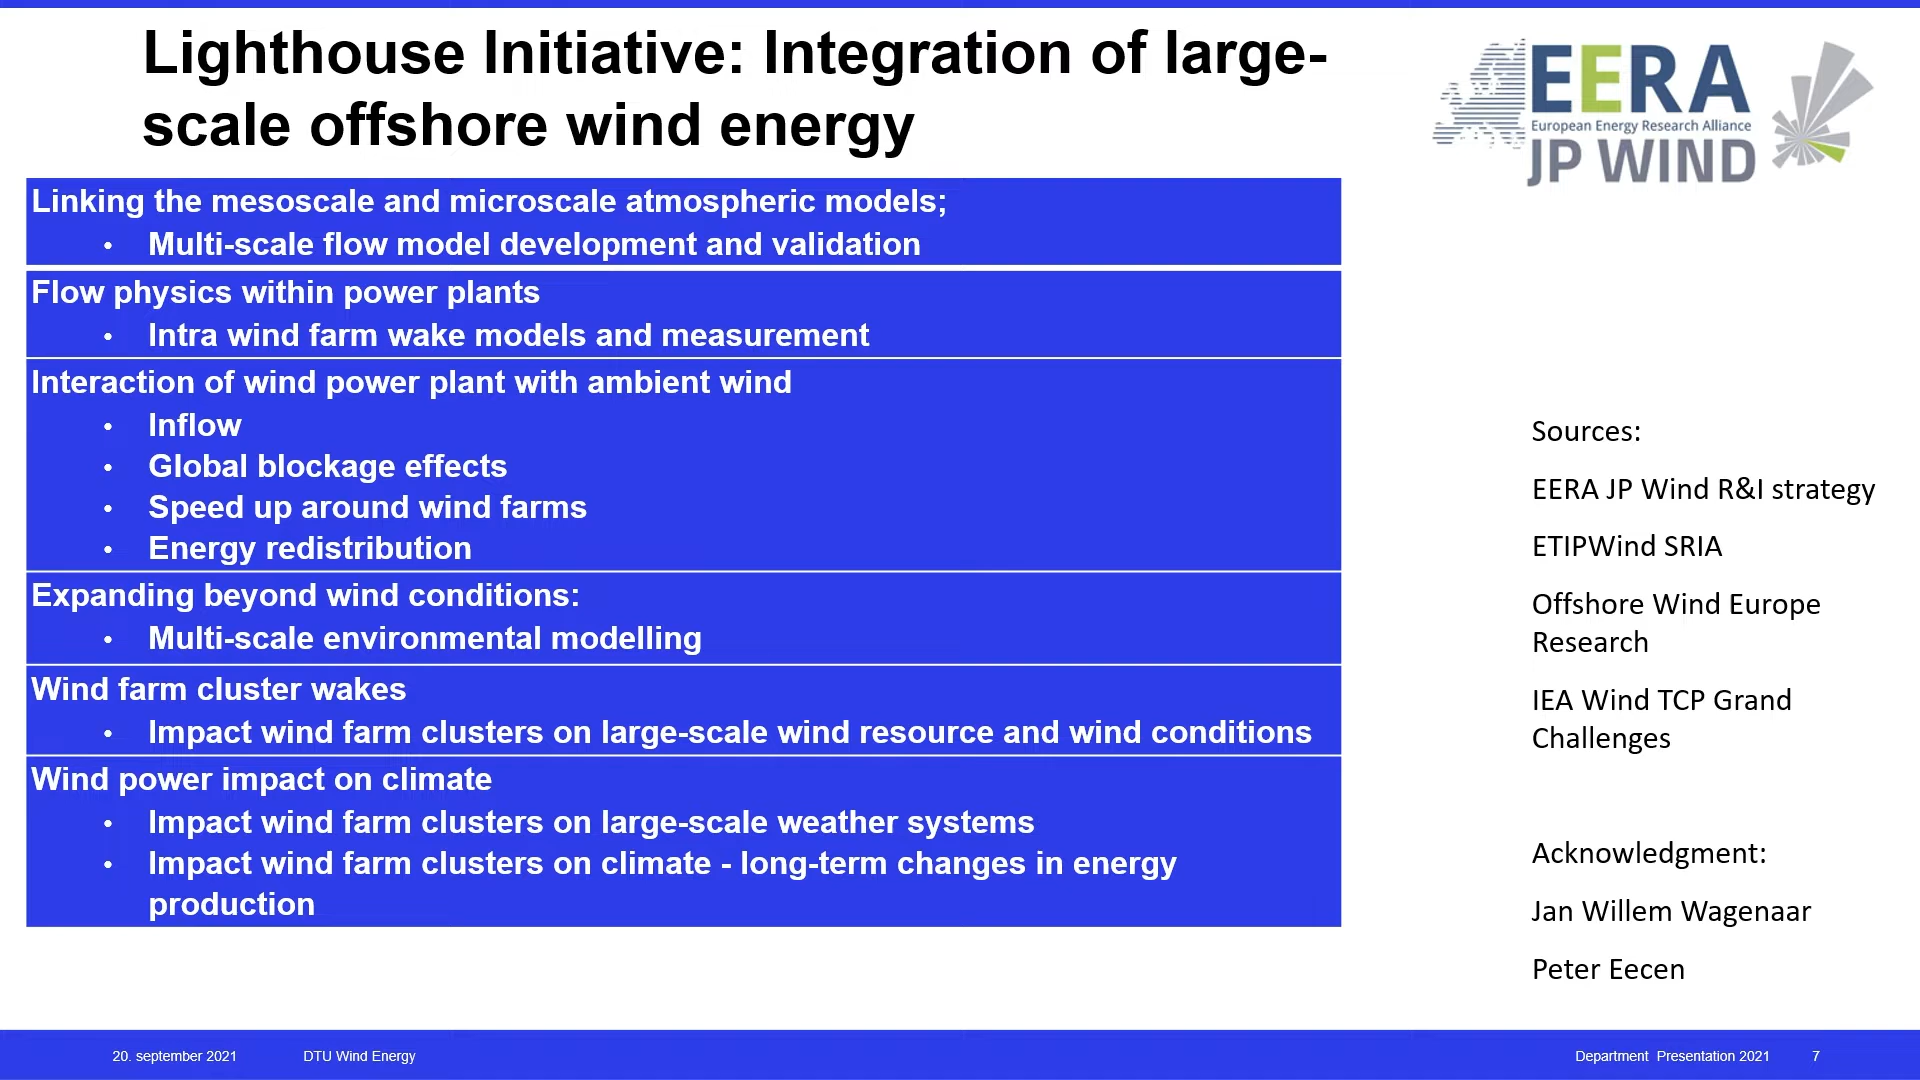 Lighthouse Initiative: Integration of large-
scale offshore wind energy
EERA
European Energy Research Alliance
JP WIND
Linking the mesoscale and microscale atmospheric models;
• Multi-scale flow model development and validation
Flow physics within power plants
• Intra wind farm wake models and measurement
Interaction of wind power plant with ambient wind
• Inflow
• Global blockage effects
• Speed up around wind farms
• Energy redistribution
Expanding beyond wind conditions:
• Multi-scale environmental modelling
Wind farm cluster wakes
• Impact wind farm clusters on large-scale wind resource and wind conditions
Wind power impact on climate
• Impact wind farm clusters on large-scale weather systems
• Impact wind farm clusters on climate - long-term changes in energy
production
Sources:
EERA JP Wind R&I strategy
ETIPWind SRIA
Offshore Wind Europe
Research
IEA Wind TCP Grand
Challenges
Acknowledgment:
Jan Willem Wagenaar
Peter Eecen
20. september 2021 DTU Wind Energy Department Presentation 2021 7